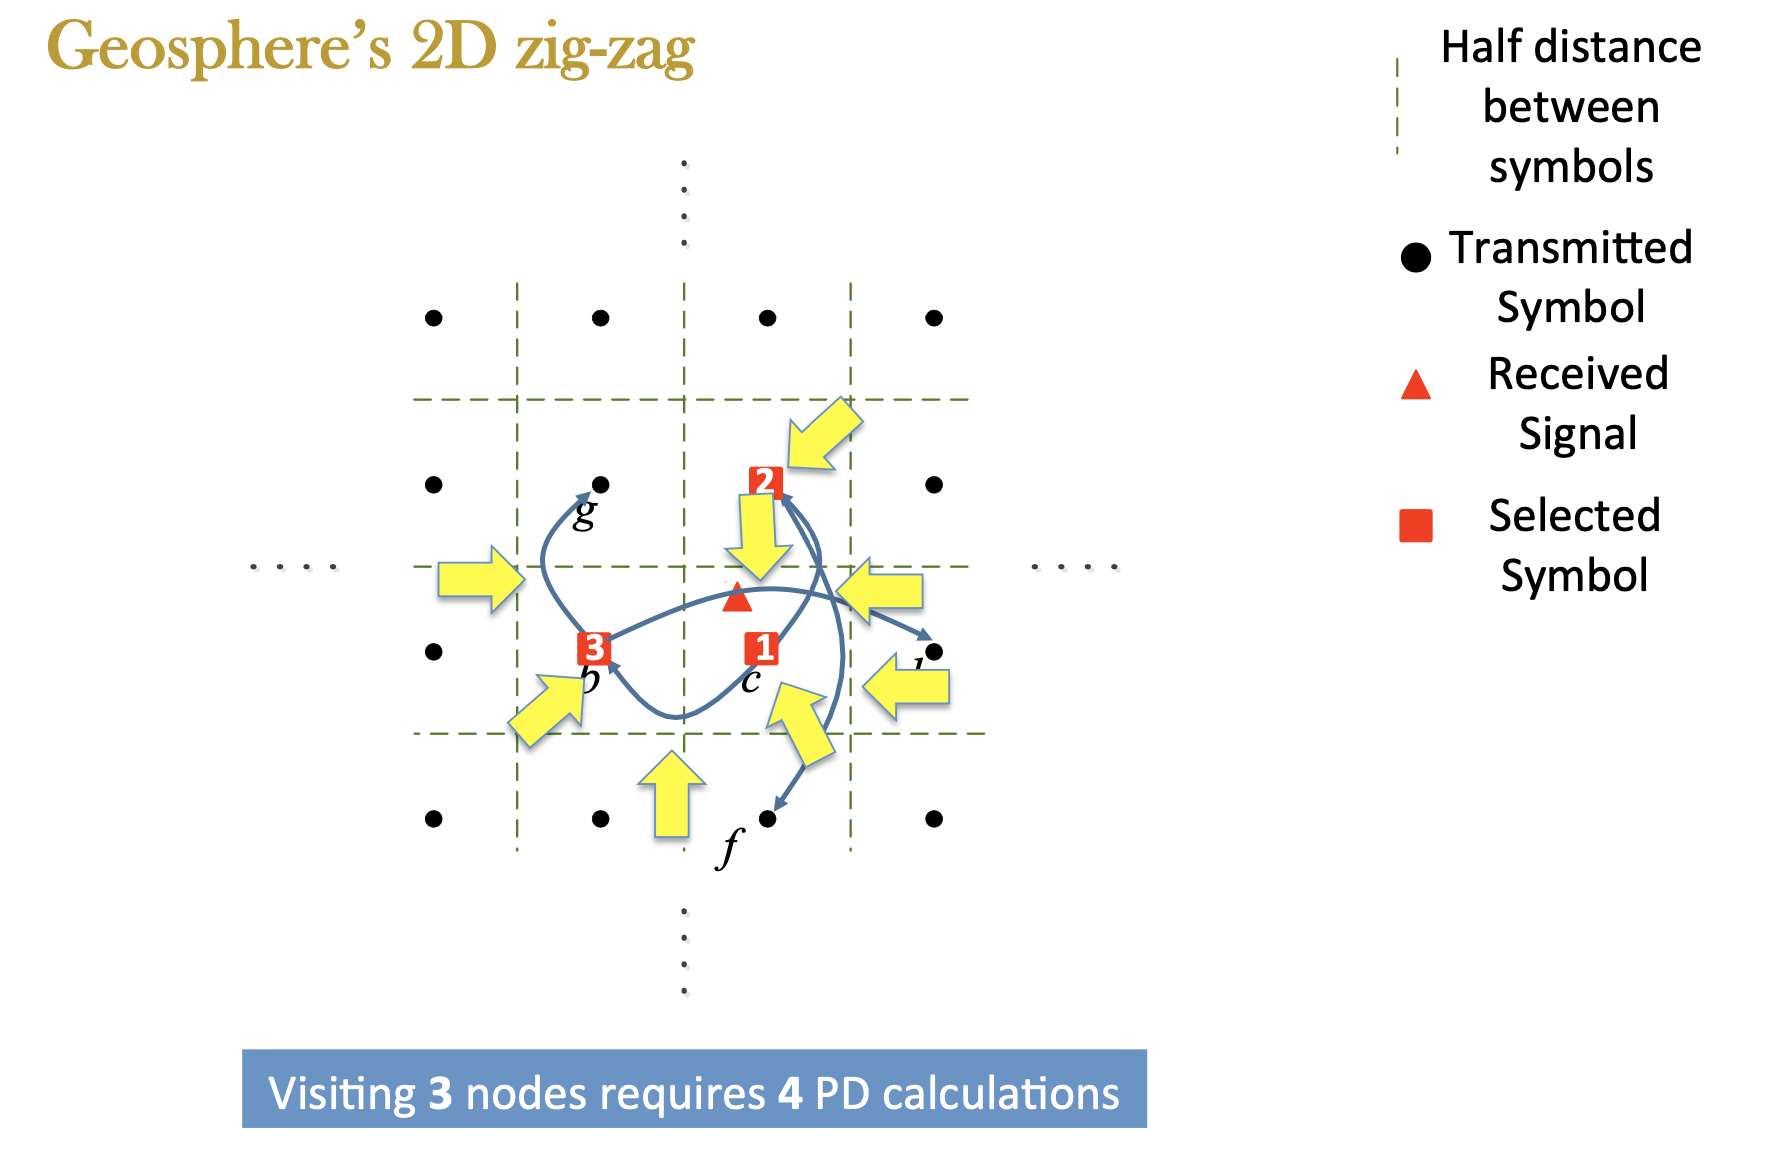 Geosphere's 2D zig-zag
Half distance
between
symbols
Transmitted
Symbol
Received
Signal
Selected
Symbol
2
g
3
1
b
c
f
Visiting 3 nodes requires 4 PD calculations